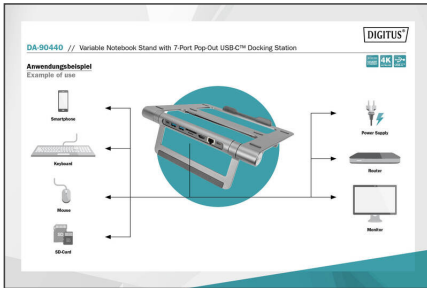 DIGITUS®
DA-90440 // Variable Notebook Stand with 7-Port Pop-Out USB-C™ Docking Station
4K
Anwendungsbeispiel
Example of use
Smartphone
Keyboard
Mouse
SD-Card
Power Supply
Router
Monitor